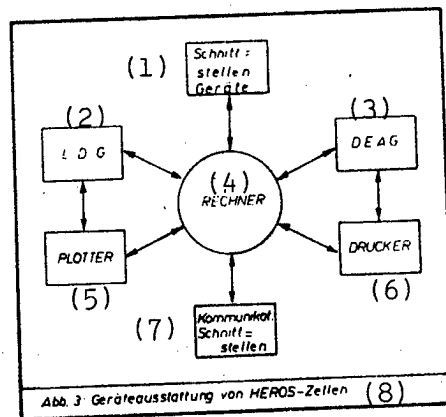 (1)
Schnitt=
stellen
Geräte
(2)
LDG
(3)
DEAG
(4)
RECHNER
PLOTTER
(5)
DRUCKER
(6)
(7)
Kommunikat.
Schnitt=
stellen
Abb. 3: Geräteausstattung von HEROS-Zellen (8)